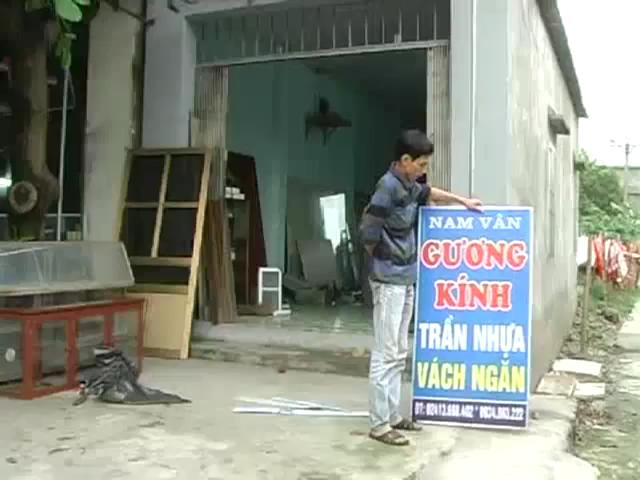 NAM VÂN
GƯƠNG
KÍNH
TRẦN NHỰA
VÁCH NGĂN